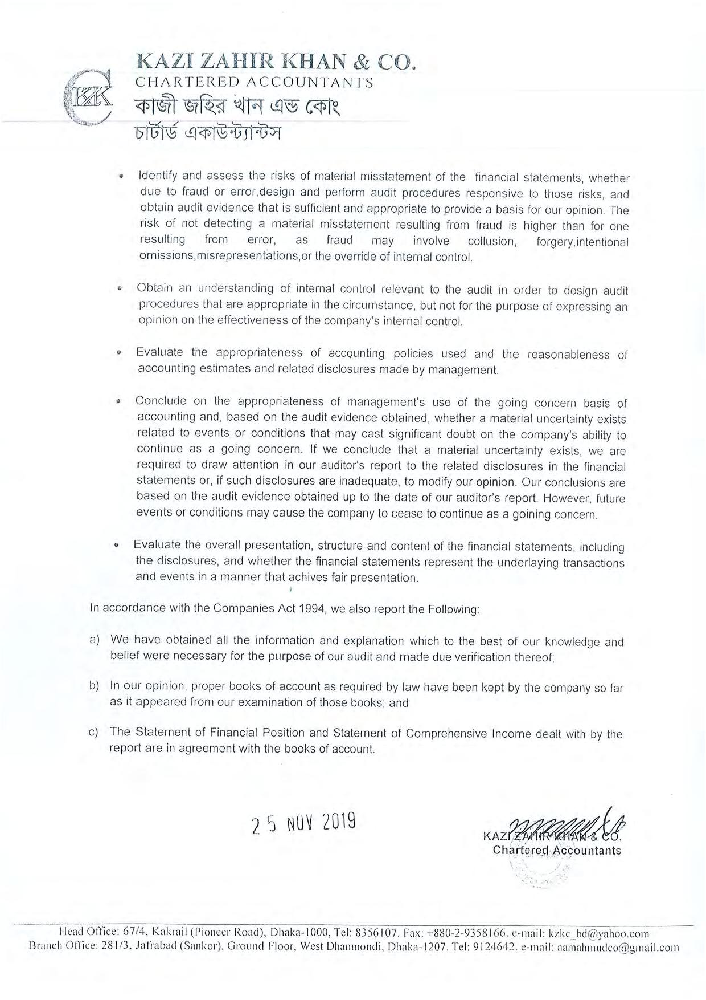 KAZI ZAHIR KHAN & CO.
CHARTERED ACCOUNTANTS
KZK
কাজী জহির খান এন্ড কোং
চার্টার্ড একাউন্ট্যান্টস
• Identify and assess the risks of material misstatement of the financial statements, whether
due to fraud or error,design and perform audit procedures responsive to those risks, and
obtain audit evidence that is sufficient and appropriate to provide a basis for our opinion. The
risk of not detecting a material misstatement resulting from fraud is higher than for one
resulting from error, as fraud may involve collusion, forgery,intentional
omissions,misrepresentations,or the override of internal control.
• Obtain an understanding of internal control relevant to the audit in order to design audit
procedures that are appropriate in the circumstance, but not for the purpose of expressing an
opinion on the effectiveness of the company's internal control.
• Evaluate the appropriateness of accounting policies used and the reasonableness of
accounting estimates and related disclosures made by management.
• Conclude on the appropriateness of management's use of the going concern basis of
accounting and, based on the audit evidence obtained, whether a material uncertainty exists
related to events or conditions that may cast significant doubt on the company's ability to
continue as a going concern. If we conclude that a material uncertainty exists, we are
required to draw attention in our auditor's report to the related disclosures in the financial
statements or, if such disclosures are inadequate, to modify our opinion. Our conclusions are
based on the audit evidence obtained up to the date of our auditor's report. However, future
events or conditions may cause the company to cease to continue as a goining concern.
• Evaluate the overall presentation, structure and content of the financial statements, including
the disclosures, and whether the financial statements represent the underlaying transactions
and events in a manner that achives fair presentation.
In accordance with the Companies Act 1994, we also report the Following:
a) We have obtained all the information and explanation which to the best of our knowledge and
belief were necessary for the purpose of our audit and made due verification thereof;
b) In our opinion, proper books of account as required by law have been kept by the company so far
as it appeared from our examination of those books; and
c) The Statement of Financial Position and Statement of Comprehensive Income dealt with by the
report are in agreement with the books of account.
25 NOV 2019
KAZI ZAHIR KHAN & CO.
Chartered Accountants
Head Office: 67/4, Kakrail (Pioneer Road), Dhaka-1000, Tel: 8356107. Fax: +880-2-9358166. e-mail: kzkc_bd@yahoo.com
Branch Office: 281/3, Jafrabad (Sankor), Ground Floor, West Dhanmondi, Dhaka-1207. Tel: 9124642. e-mail: aamahmudco@gmail.com